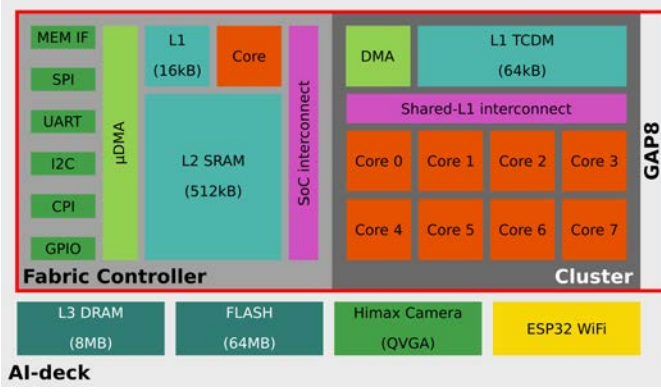 MEM IF
SPI
UART
I2C
CPI
GPIO
μDMA
L1
(16kB)
Core
L2 SRAM
(512kB)
SoC interconnect
Fabric Controller
DMA
L1 TCDM
(64kB)
Shared-L1 interconnect
Core 0
Core 1
Core 2
Core 3
Core 4
Core 5
Core 6
Core 7
Cluster
GAP8
L3 DRAM
(8MB)
FLASH
(64MB)
Himax Camera
(QVGA)
ESP32 WiFi
AI-deck